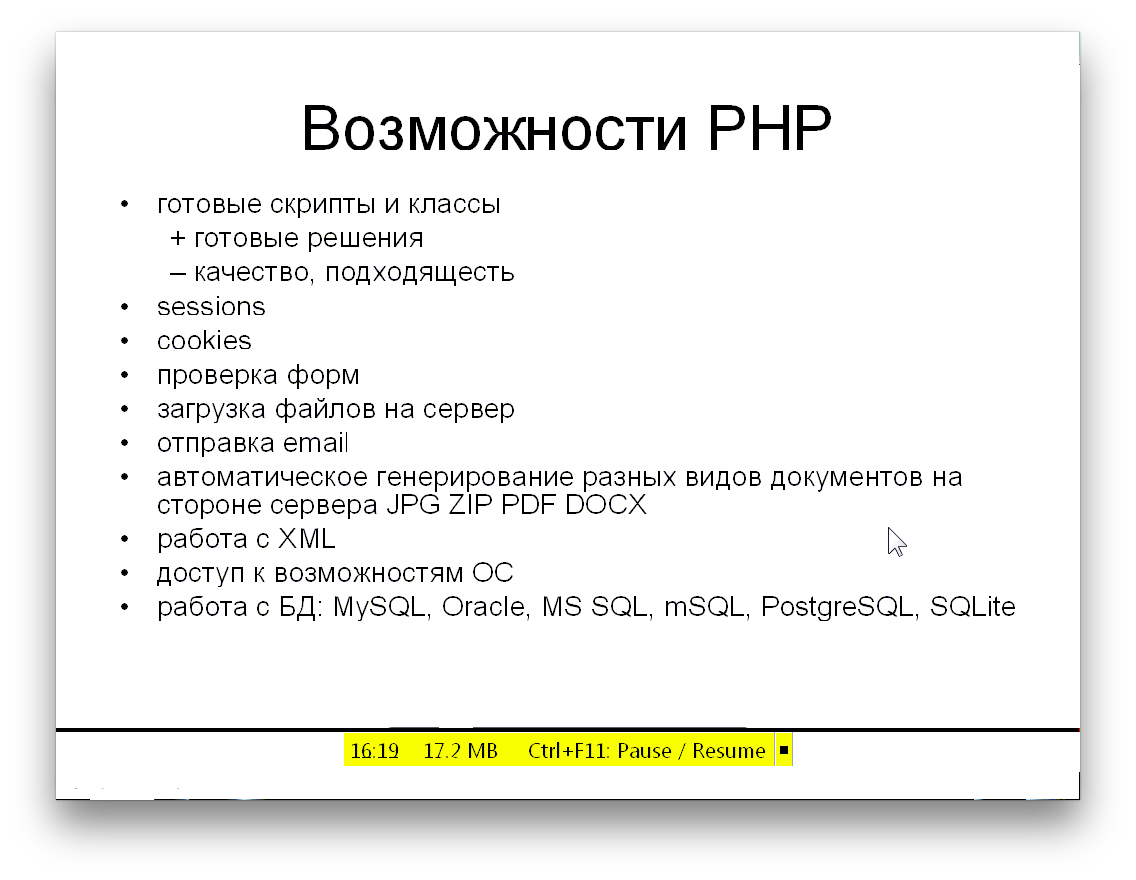 Возможности PHP
• готовые скрипты и классы
+ готовые решения
– качество, подходящесть
• sessions
• cookies
• проверка форм
• загрузка файлов на сервер
• отправка email
• автоматическое генерирование разных видов документов на
стороне сервера JPG ZIP PDF DOCX
• работа с XML
• доступ к возможностям ОС
• работа с БД: MySQL, Oracle, MS SQL, mSQL, PostgreSQL, SQLite
16:19 17.2 MB Ctrl+F11: Pause / Resume